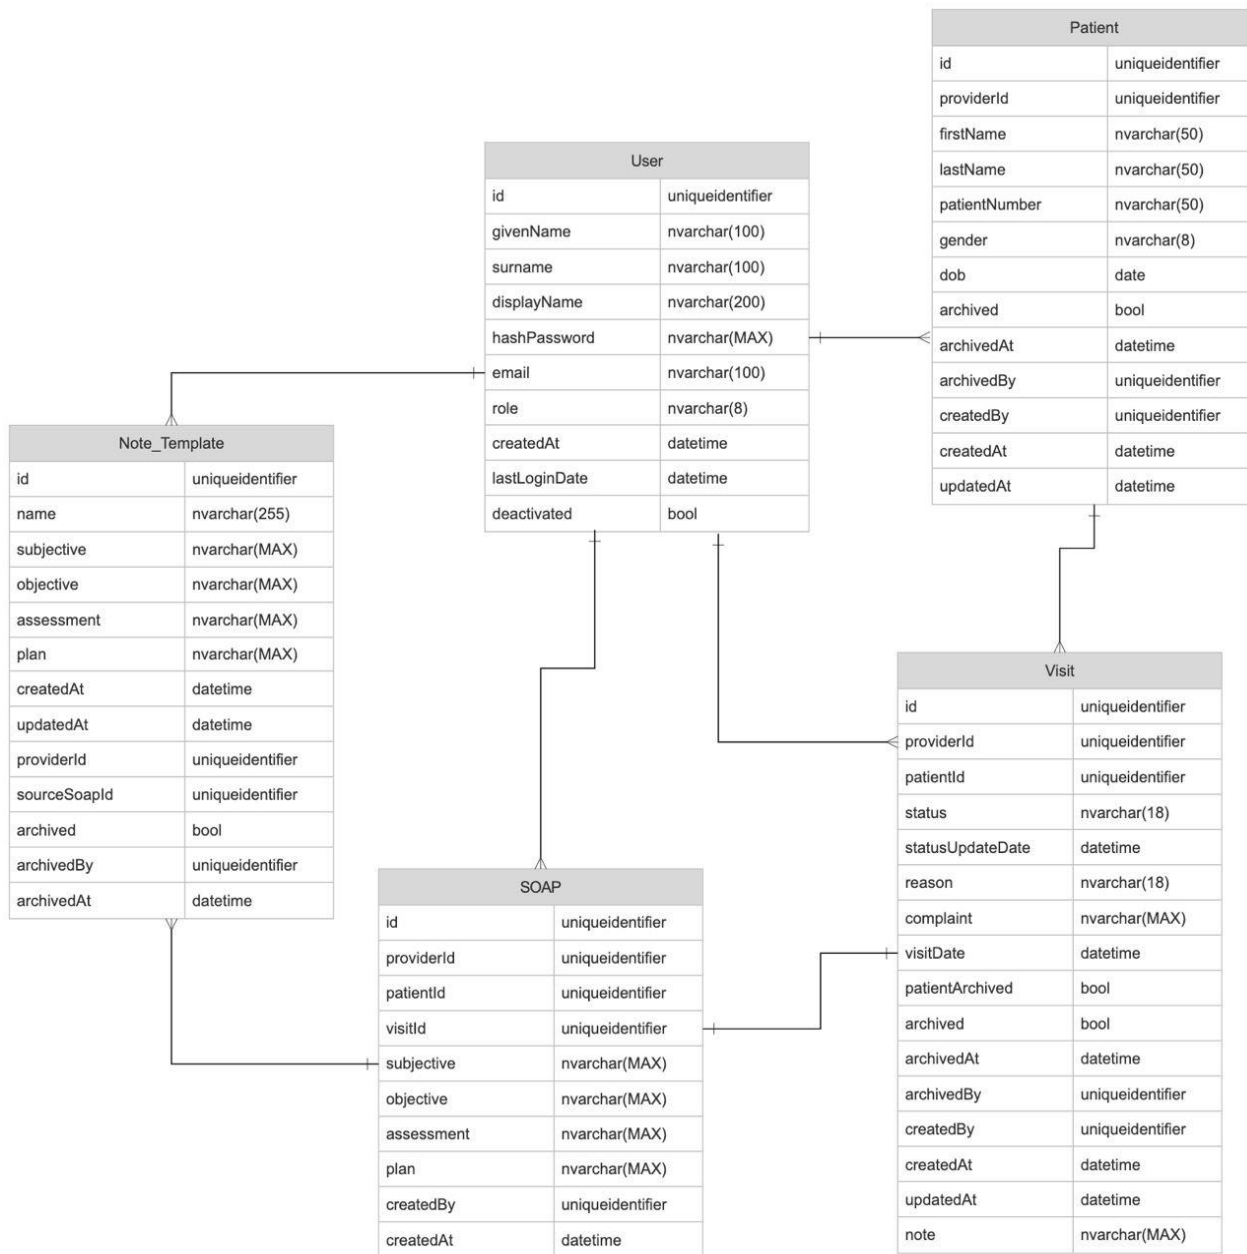 Patient
id uniqueidentifier
providerId uniqueidentifier
firstName nvarchar(50)
lastName nvarchar(50)
patientNumber nvarchar(50)
gender nvarchar(8)
dob date
archived bool
archivedAt datetime
archivedBy uniqueidentifier
createdBy uniqueidentifier
createdAt datetime
updatedAt datetime
User
id uniqueidentifier
givenName nvarchar(100)
surname nvarchar(100)
displayName nvarchar(200)
hashPassword nvarchar(MAX)
email nvarchar(100)
role nvarchar(8)
createdAt datetime
lastLoginDate datetime
deactivated bool
Note_Template
id uniqueidentifier
name nvarchar(255)
subjective nvarchar(MAX)
objective nvarchar(MAX)
assessment nvarchar(MAX)
plan nvarchar(MAX)
createdAt datetime
updatedAt datetime
providerId uniqueidentifier
sourceSoapId uniqueidentifier
archived bool
archivedBy uniqueidentifier
archivedAt datetime
Visit
id uniqueidentifier
providerId uniqueidentifier
patientId uniqueidentifier
status nvarchar(18)
statusUpdateDate datetime
reason nvarchar(18)
complaint nvarchar(MAX)
visitDate datetime
patientArchived bool
archived bool
archivedAt datetime
archivedBy uniqueidentifier
createdBy uniqueidentifier
createdAt datetime
updatedAt datetime
note nvarchar(MAX)
SOAP
id uniqueidentifier
providerId uniqueidentifier
patientId uniqueidentifier
visitId uniqueidentifier
subjective nvarchar(MAX)
objective nvarchar(MAX)
assessment nvarchar(MAX)
plan nvarchar(MAX)
createdBy uniqueidentifier
createdAt datetime